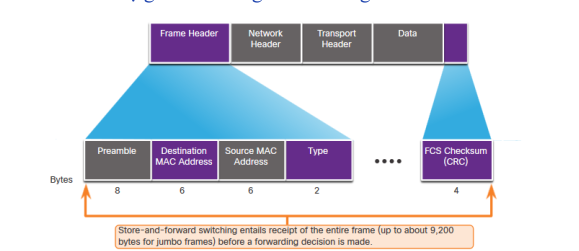 Frame Header
Network
Header
Transport
Header
Data
Preamble
Destination
MAC Address
Source MAC
Address
Type
FCS Checksum
(CRC)
Bytes
8
6
6
2
4
Store-and-forward switching entails receipt of the entire frame (up to about 9,200
bytes for jumbo frames) before a forwarding decision is made.